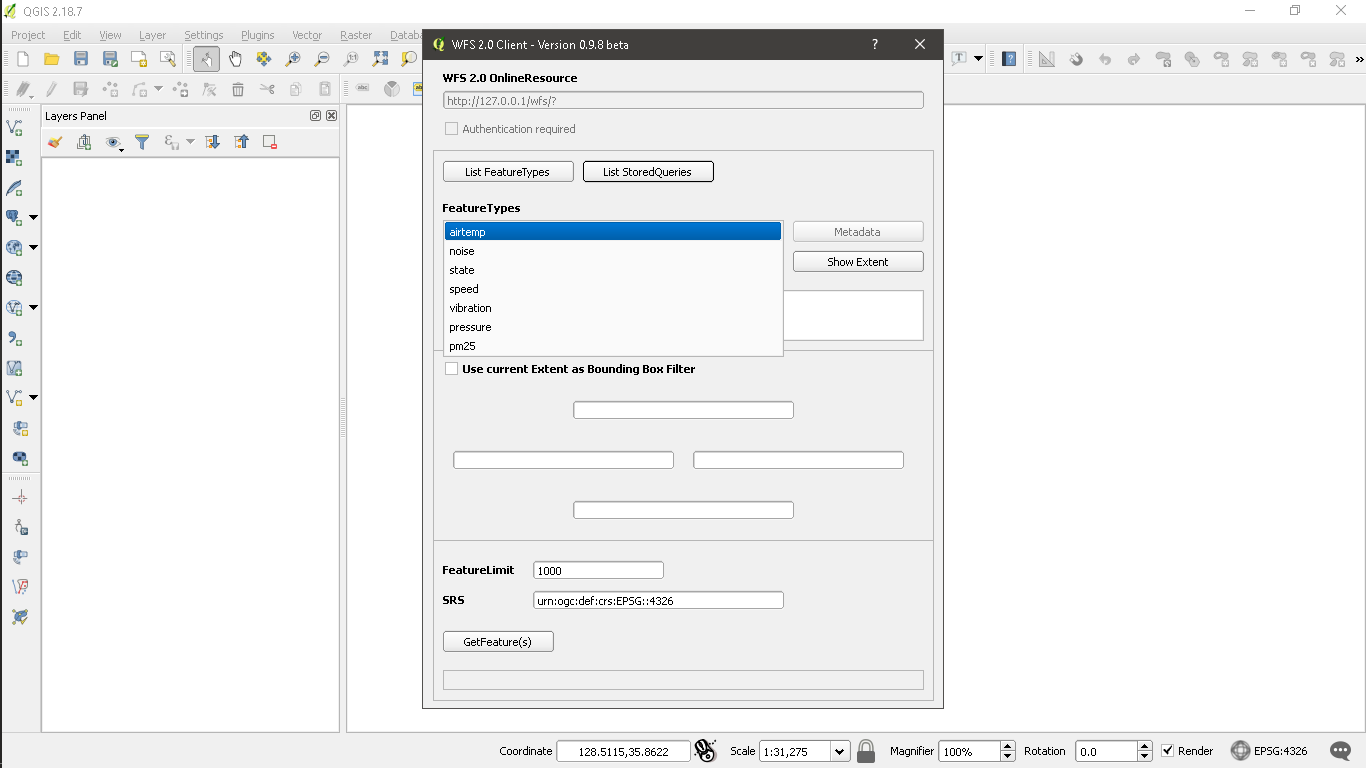 QGIS 2.18.7
Project Edit View Layer Settings Plugins Vector Raster
WFS 2.0 Client - Version 0.9.8 beta
?
WFS 2.0 OnlineResource
http://127.0.0.1/wfs/?
Authentication required
Layers Panel
List FeatureTypes
List StoredQueries
FeatureTypes
airtemp
noise
state
speed
vibration
pressure
pm25
Metadata
Show Extent
Use current Extent as Bounding Box Filter
FeatureLimit
1000
SRS
urn:ogc:def:crs:EPSG::4326
GetFeature(s)
Coordinate 128.5115,35.8622 Scale 1:31,275 Magnifier 100% Rotation 0.0 Render EPSG:4326